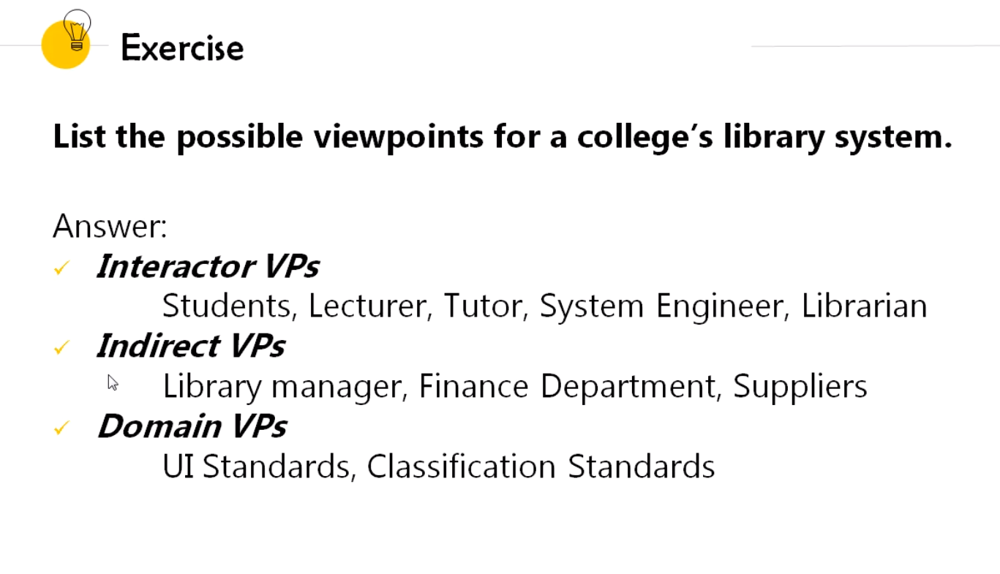 Exercise
List the possible viewpoints for a college’s library system.
Answer:
Interactor VPs
Students, Lecturer, Tutor, System Engineer, Librarian
Indirect VPs
Library manager, Finance Department, Suppliers
Domain VPs
UI Standards, Classification Standards